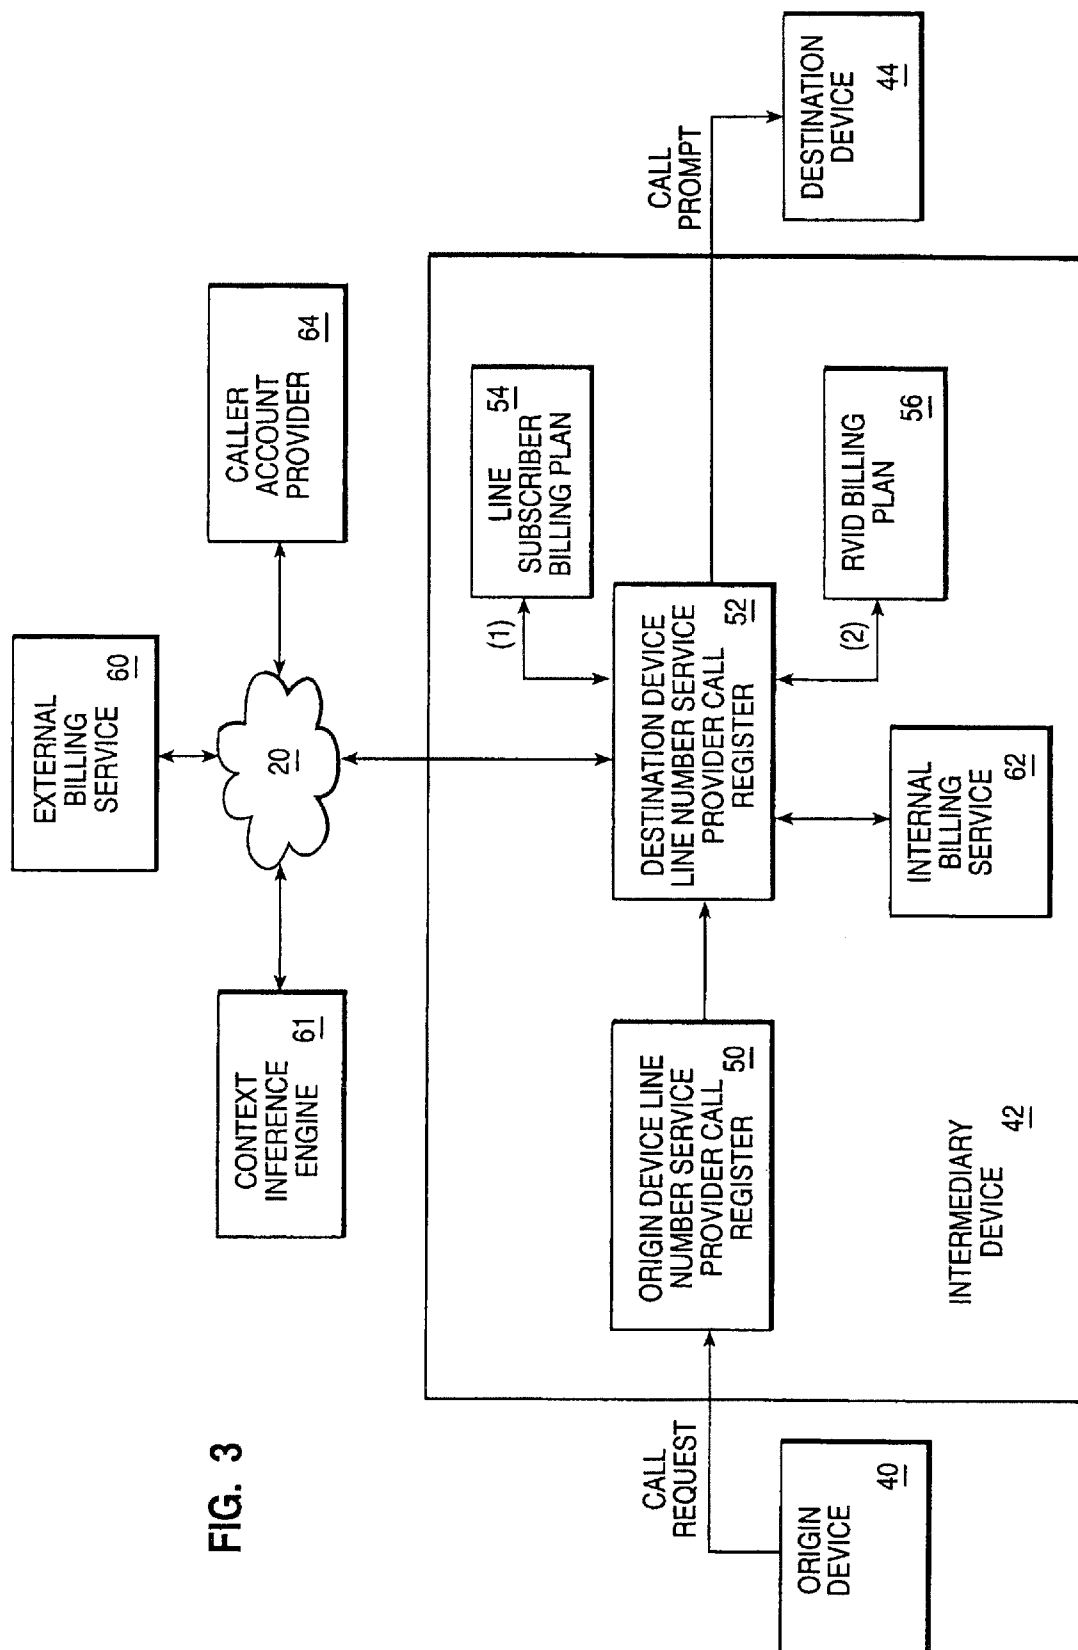 FIG. 3
EXTERNAL
BILLING
SERVICE
60
CONTEXT
INFERENCE
ENGINE
61
20
CALLER
ACCOUNT
PROVIDER
64
LINE
SUBSCRIBER
BILLING PLAN
54
(1)
CALL
REQUEST
ORIGIN DEVICE LINE
NUMBER SERVICE
PROVIDER CALL
REGISTER
50
DESTINATION DEVICE
LINE NUMBER SERVICE
PROVIDER CALL
REGISTER
52
CALL
PROMPT
ORIGIN
DEVICE
40
DESTINATION
DEVICE
44
(2)
RVID BILLING
PLAN
56
INTERNAL
BILLING
SERVICE
62
INTERMEDIARY
DEVICE
42